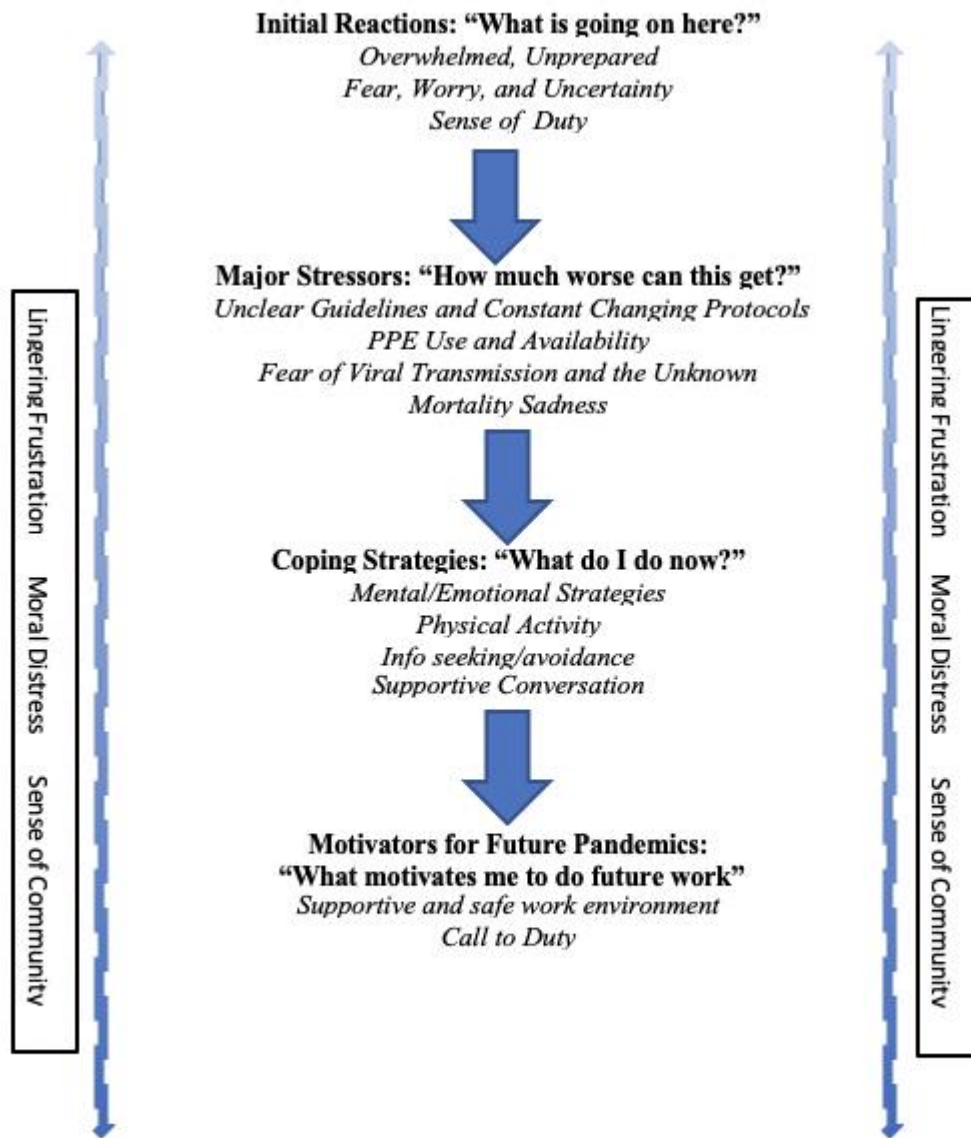 Initial Reactions: “What is going on here?”
Overwhelmed, Unprepared
Fear, Worry, and Uncertainty
Sense of Duty
Major Stressors: “How much worse can this get?”
Unclear Guidelines and Constant Changing Protocols
PPE Use and Availability
Fear of Viral Transmission and the Unknown
Mortality Sadness
Coping Strategies: “What do I do now?”
Mental/Emotional Strategies
Physical Activity
Info seeking/avoidance
Supportive Conversation
Motivators for Future Pandemics:
“What motivates me to do future work”
Supportive and safe work environment
Call to Duty
Lingering Frustration Moral Distress Sense of Community
Lingering Frustration Moral Distress Sense of Community